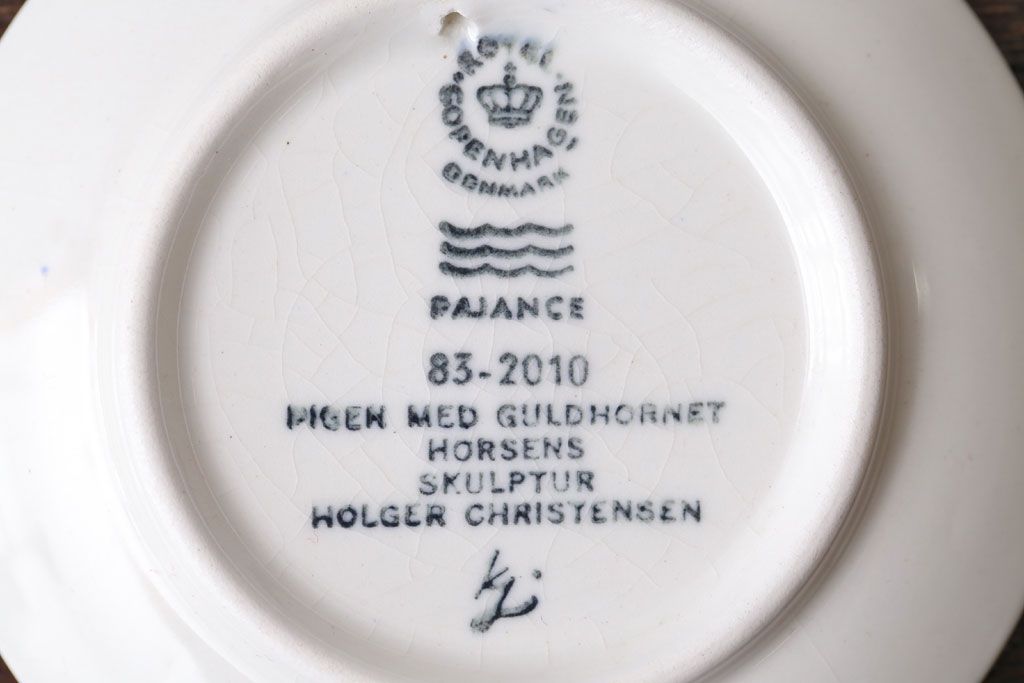 ROYAL COPENHAGEN
DENMARK
FAJANCE
83-2010
PIGEN MED GULDHORNET
HORSENS
SKULPTUR
HOLGER CHRISTENSEN